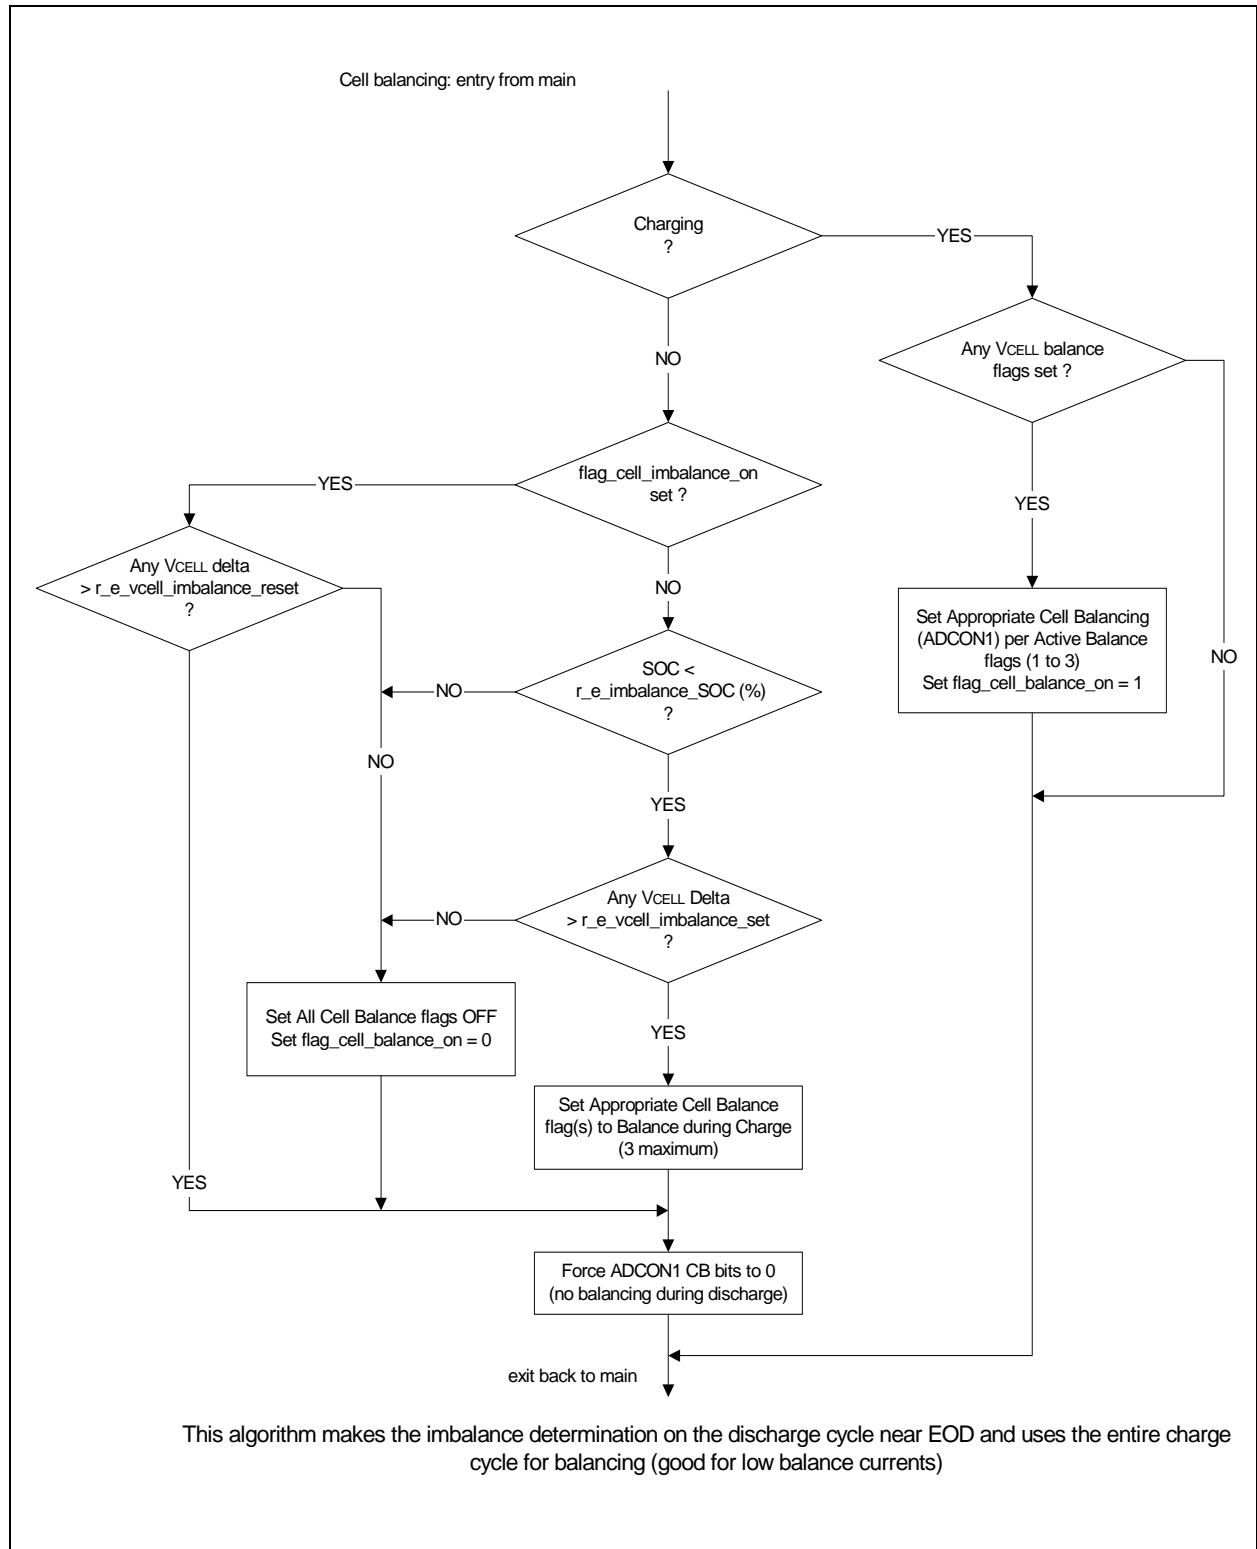 Cell balancing: entry from main
Charging
?
YES
NO
Any VCELL balance
flags set ?
flag_cell_imbalance_on
set ?
YES
YES
NO
Any VCELL delta
> r_e_vcell_imbalance_reset
?
NO
Set Appropriate Cell Balancing
(ADCON1) per Active Balance
flags (1 to 3)
Set flag_cell_balance_on = 1
SOC <
r_e_imbalance_SOC (%)
?
NO
NO
YES
Any VCELL Delta
> r_e_vcell_imbalance_set
?
NO
Set All Cell Balance flags OFF
Set flag_cell_balance_on = 0
YES
Set Appropriate Cell Balance
flag(s) to Balance during Charge
(3 maximum)
YES
Force ADCON1 CB bits to 0
(no balancing during discharge)
exit back to main
This algorithm makes the imbalance determination on the discharge cycle near EOD and uses the entire charge
cycle for balancing (good for low balance currents)